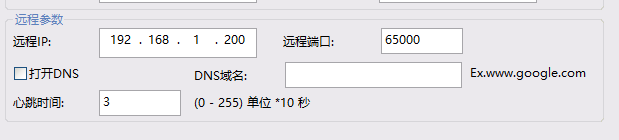 远程参数
远程IP: 192 . 168 . 1 . 200 远程端口: 65000
打开DNS DNS域名: Ex.www.google.com
心跳时间: 3 (0 - 255) 单位 *10 秒